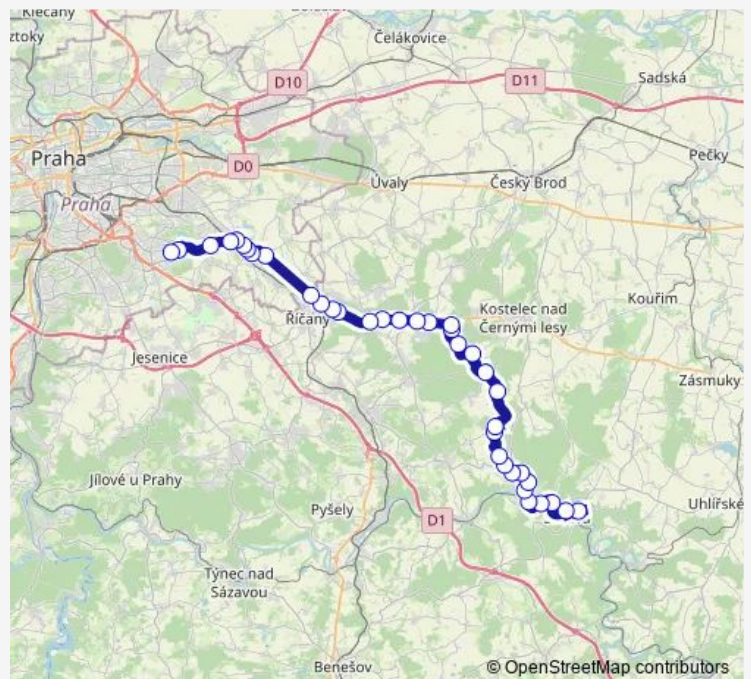 Klecany
ztoky
Čelákovice
D10
D11
Sadská
Praha
D0
Pečky
Úvaly
Český Brod
Praha
Kostelec nad
Černými lesy
Kouřim
Říčany
Jesenice
Zásmuky
Jílové u Prahy
Pyšely
D1
Uhlířské
Týnec nad
Sázavou
Benešov
© OpenStreetMap contributors